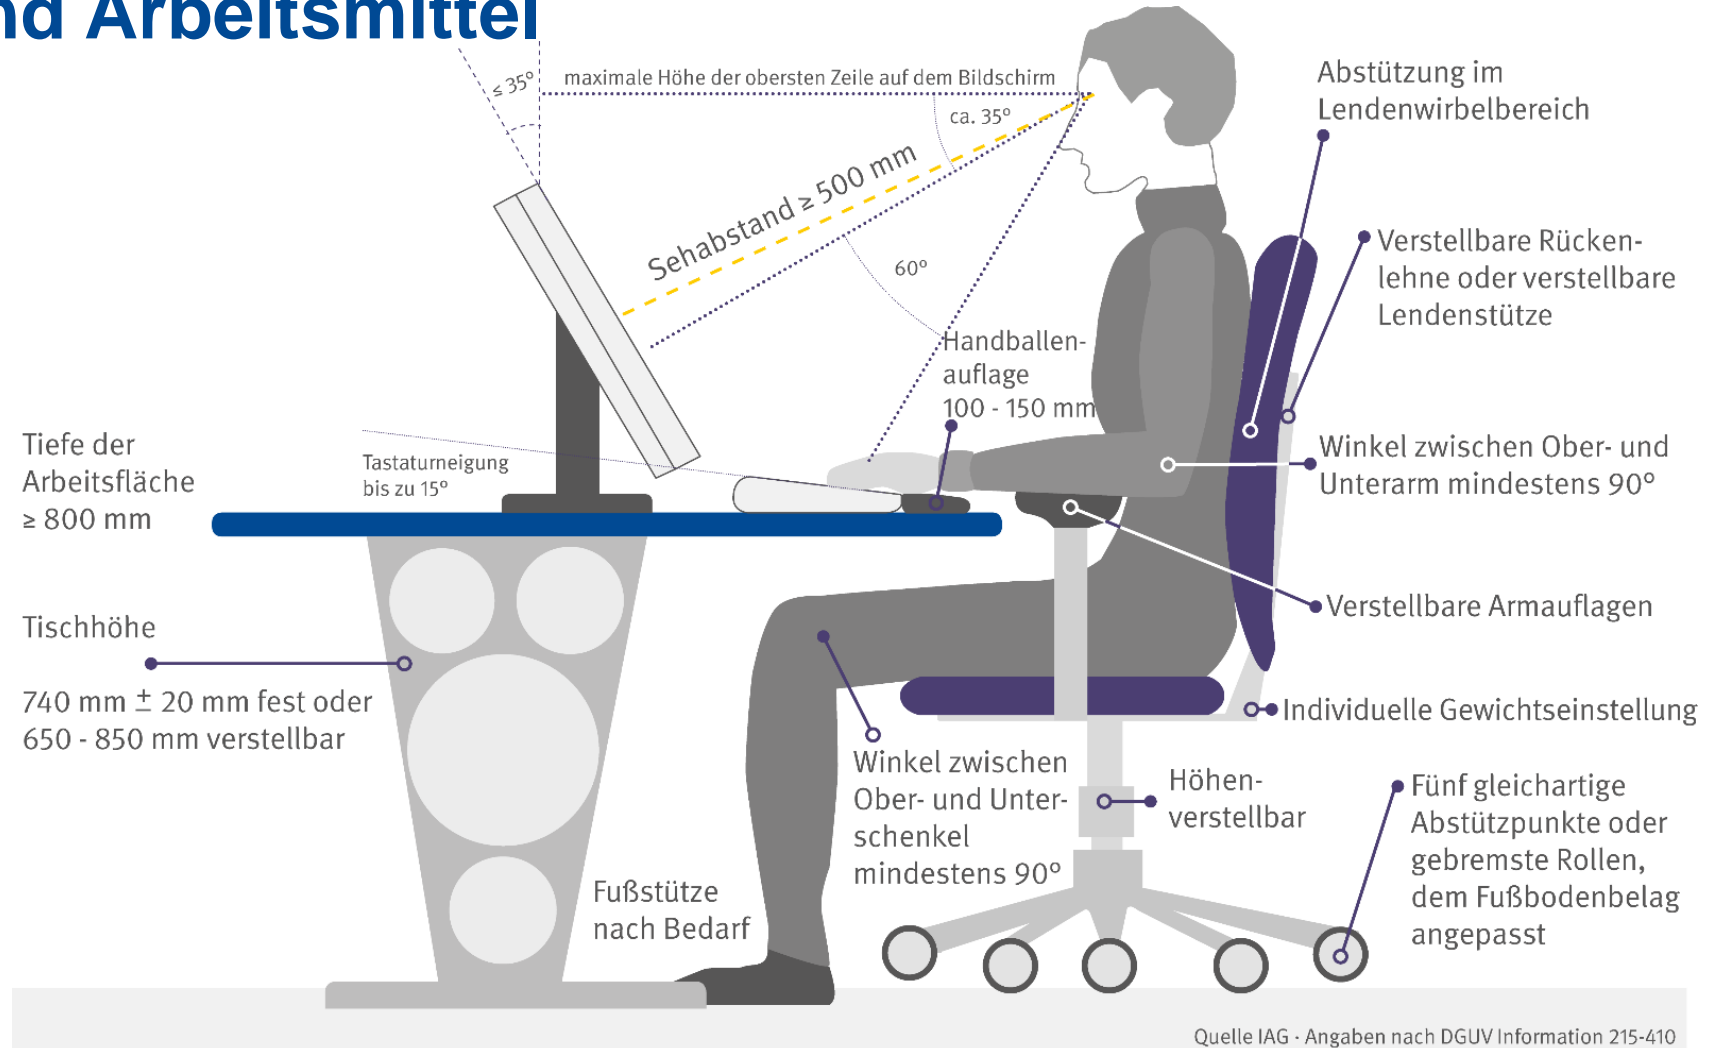 nd Arbeitsmittel
≤ 35°
maximale Höhe der obersten Zeile auf dem Bildschirm
ca. 35°
Sehabstand ≥ 500 mm
60°
Abstützung im
Lendenwirbelbereich
Verstellbare Rücken-
lehne oder verstellbare
Lendenstütze
Handballen-
auflage
100 - 150 mm
Tiefe der
Arbeitsfläche
≥ 800 mm
Tastaturneigung
bis zu 15°
Winkel zwischen Ober- und
Unterarm mindestens 90°
Verstellbare Armauflagen
Tischhöhe
740 mm ± 20 mm fest oder
650 - 850 mm verstellbar
Individuelle Gewichtseinstellung
Winkel zwischen
Ober- und Unter-
schenkel
mindestens 90°
Höhen-
verstellbar
Fünf gleichartige
Abstützpunkte oder
gebremste Rollen,
dem Fußbodenbelag
angepasst
Fußstütze
nach Bedarf
Quelle IAG · Angaben nach DGUV Information 215-410